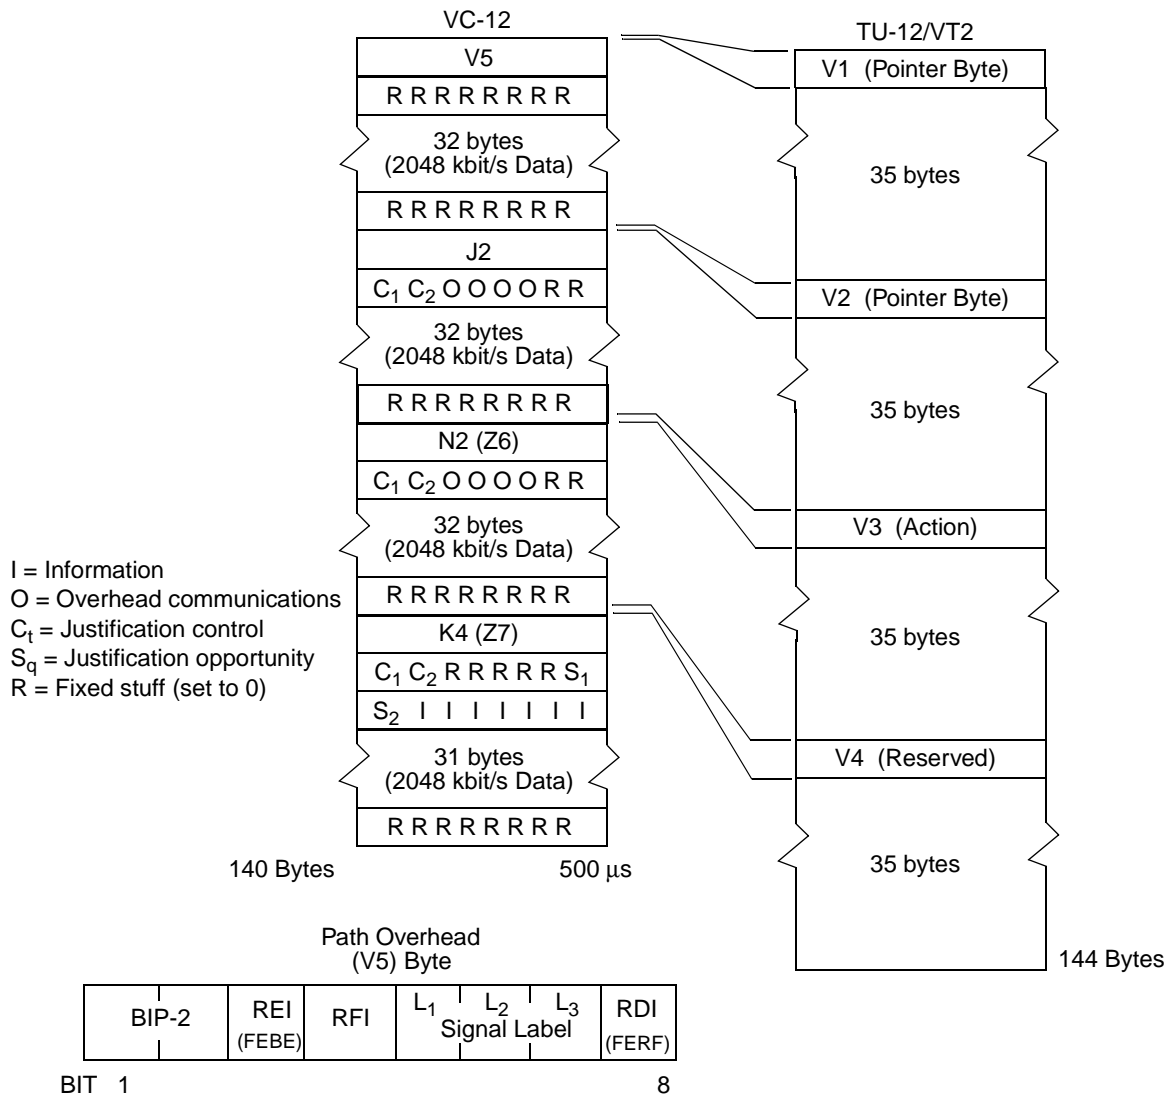 VC-12
V5
R R R R R R R R
32 bytes
(2048 kbit/s Data)
R R R R R R R R
J2
C1 C2 O O O O R R
32 bytes
(2048 kbit/s Data)
R R R R R R R R
N2 (Z6)
C1 C2 O O O O R R
32 bytes
(2048 kbit/s Data)
R R R R R R R R
K4 (Z7)
C1 C2 R R R R R S1
S2 I I I I I I I
31 bytes
(2048 kbit/s Data)
R R R R R R R R
140 Bytes
500 μs
TU-12/VT2
V1 (Pointer Byte)
35 bytes
V2 (Pointer Byte)
35 bytes
V3 (Action)
35 bytes
V4 (Reserved)
35 bytes
144 Bytes
I = Information
O = Overhead communications
Ct = Justification control
Sq = Justification opportunity
R = Fixed stuff (set to 0)
Path Overhead
(V5) Byte
BIP-2
REI
(FEBE)
RFI
L1 L2 L3
Signal Label
RDI
(FERF)
BIT 1 8